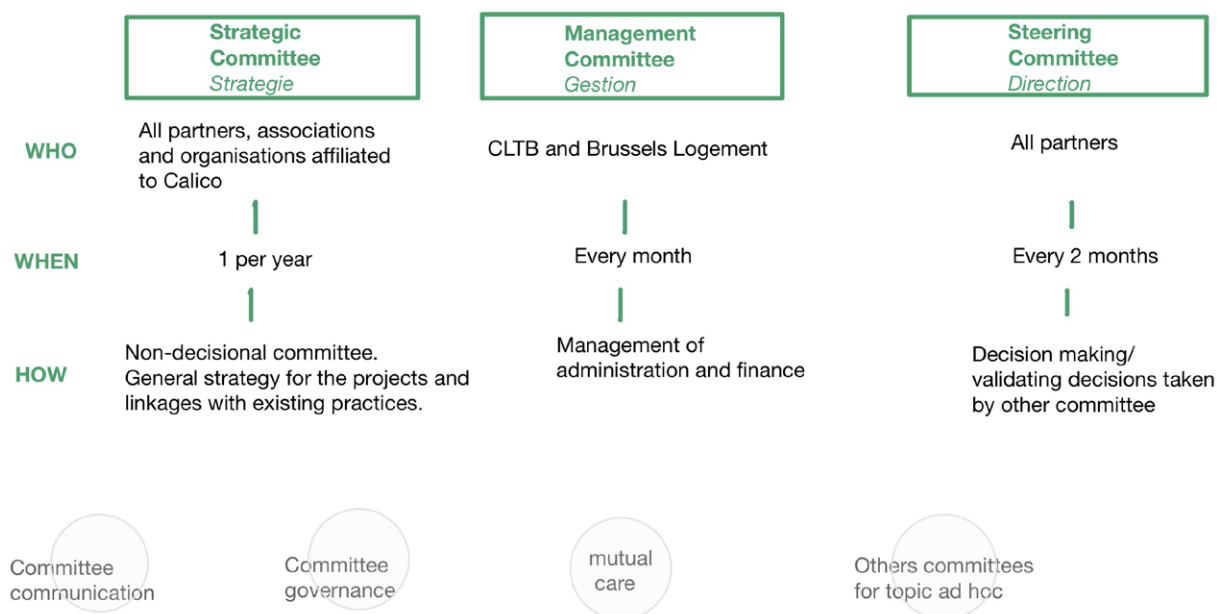 Strategic
Committee
Strategie
Management
Committee
Gestion
Steering
Committee
Direction
WHO
All partners, associations
and organisations affiliated
to Calico
CLTB and Brussels Logement
All partners
WHEN
1 per year
Every month
Every 2 months
HOW
Non-decisional committee.
General strategy for the projects and
linkages with existing practices.
Management of
administration and finance
Decision making/
validating decisions taken
by other committee
Committee
communication
Committee
governance
mutual
care
Others committees
for topic ad hoc